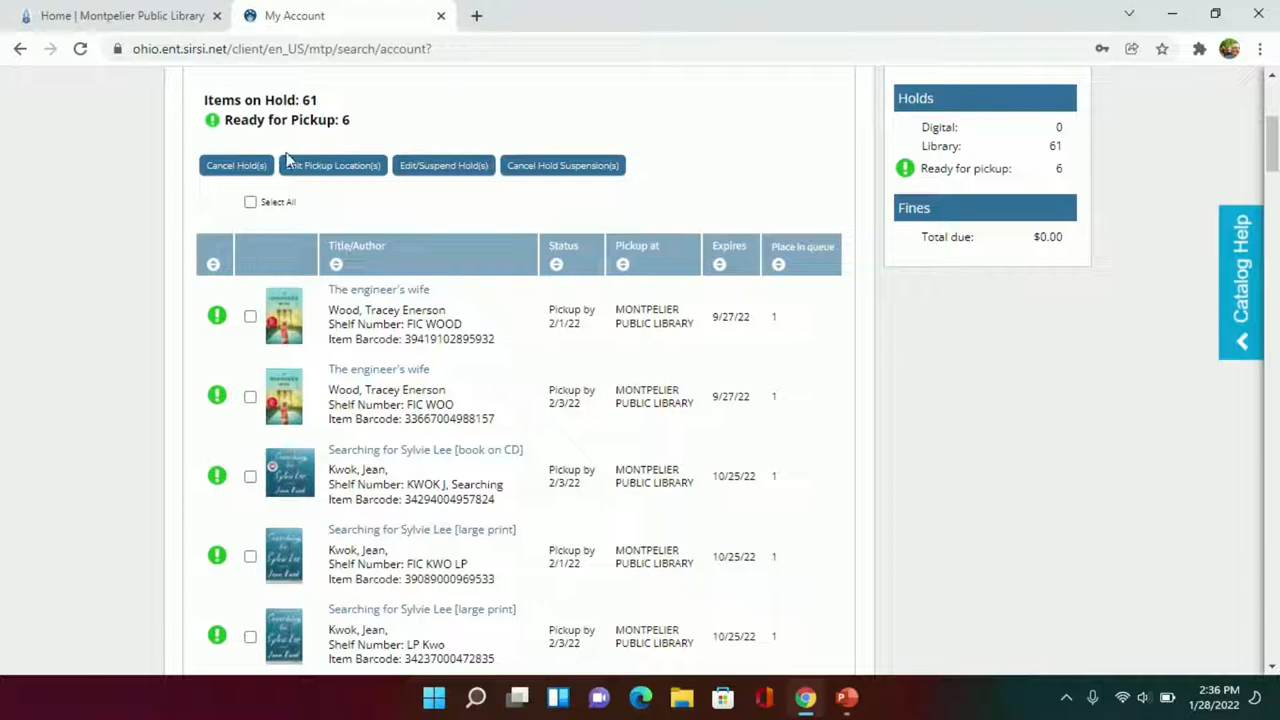 Home | Montpelier Public Library
My Account
ohio.ent.sirsi.net/client/en_US/mtp/search/account?
Items on Hold: 61
Ready for Pickup: 6
Cancel Hold(s)
Pickup Location(s)
Edit/Suspend Hold(s)
Cancel Hold Suspension(s)
Select All
Title/Author
Status
Pickup at
Expires
Place in queue
The engineer's wife
Wood, Tracey Enerson
Shelf Number: FIC WOOD
Item Barcode: 39419102895932
Pickup by
2/1/22
MONTPELIER
PUBLIC LIBRARY
9/27/22
1
The engineer's wife
Wood, Tracey Enerson
Shelf Number: FIC WOO
Item Barcode: 33667004988157
Pickup by
2/3/22
MONTPELIER
PUBLIC LIBRARY
9/27/22
1
Searching for Sylvie Lee [book on CD]
Kwok, Jean,
Shelf Number: KWOK J, Searching
Item Barcode: 34294004957824
Pickup by
2/3/22
MONTPELIER
PUBLIC LIBRARY
10/25/22
1
Searching for Sylvie Lee [large print]
Kwok, Jean,
Shelf Number: FIC KWO LP
Item Barcode: 39089000969533
Pickup by
2/1/22
MONTPELIER
PUBLIC LIBRARY
10/25/22
1
Searching for Sylvie Lee [large print]
Kwok, Jean,
Shelf Number: LP Kwo
Item Barcode: 34237000472835
Pickup by
2/3/22
MONTPELIER
PUBLIC LIBRARY
10/25/22
1
Holds
Digital: 0
Library: 61
Ready for pickup: 6
Fines
Total due: $0.00
Catalog Help
2:36 PM
1/28/2022